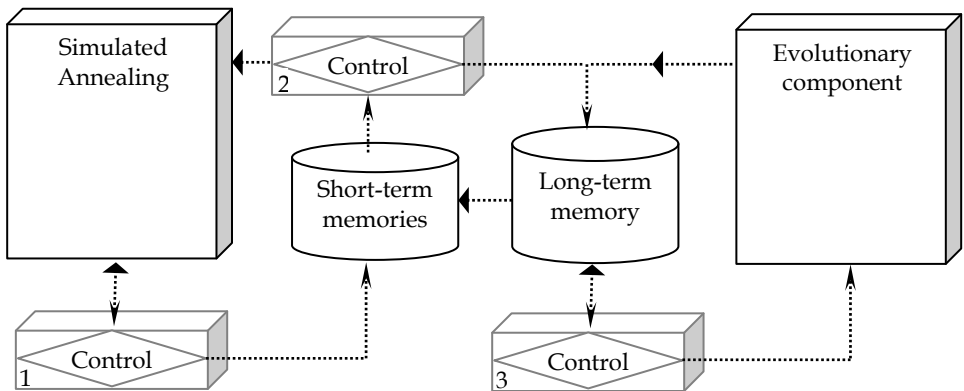 Simulated
Annealing
Control
2
Evolutionary
component
Short-term
memories
Long-term
memory
Control
1
Control
3